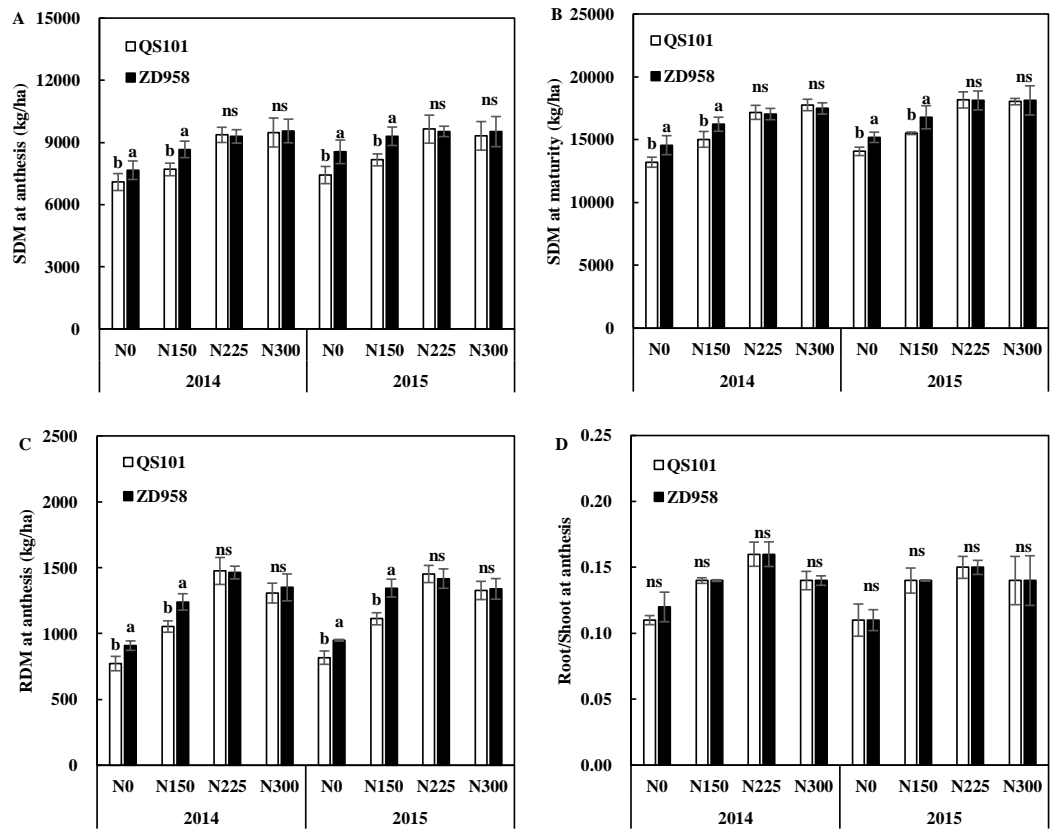 A
SDM at anthesis (kg/ha)
15000
12000
9000
6000
3000
0
QS101
ZD958
b a b a ns ns b a b a ns ns
N0 N150 N225 N300 N0 N150 N225 N300
2014 2015
B
SDM at maturity (kg/ha)
25000
20000
15000
10000
5000
0
QS101
ZD958
b a b a ns ns b a b a ns ns
N0 N150 N225 N300 N0 N150 N225 N300
2014 2015
C
RDM at anthesis (kg/ha)
2500
2000
1500
1000
500
0
QS101
ZD958
b a b a ns ns b a b a ns ns
N0 N150 N225 N300 N0 N150 N225 N300
2014 2015
D
Root/Shoot at anthesis
0.25
0.20
0.15
0.10
0.05
0.00
QS101
ZD958
ns ns ns ns ns ns ns ns
N0 N150 N225 N300 N0 N150 N225 N300
2014 2015